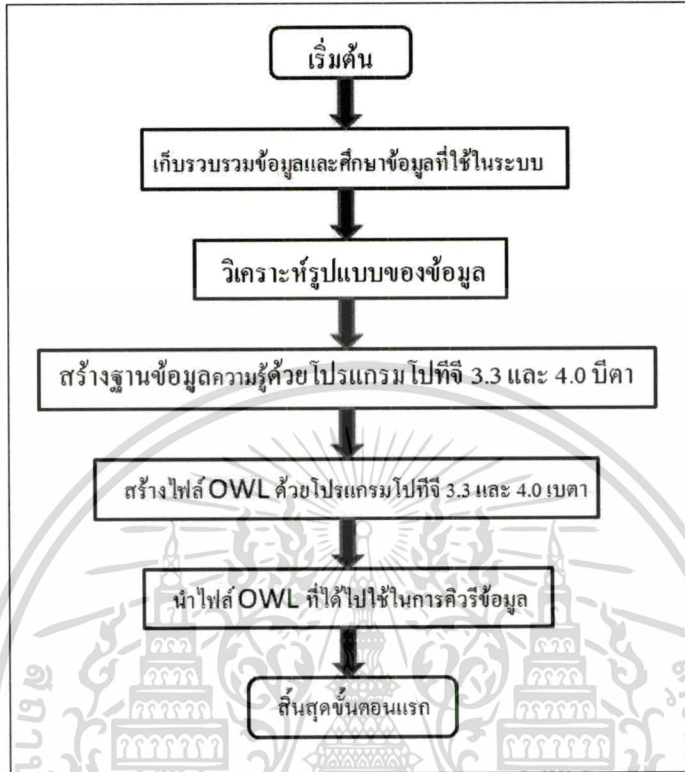 เริ่มต้น
เก็บรวบรวมข้อมูลและศึกษาข้อมูลที่ใช้ในระบบ
วิเคราะห์รูปแบบของข้อมูล
สร้างฐานข้อมูลความรู้ด้วยโปรแกรมโปทีจี 3.3 และ 4.0 บีตา
สร้างไฟล์ OWL ด้วยโปรแกรมโปทีจี 3.3 และ 4.0 เบตา
นำไฟล์ OWL ที่ได้ไปใช้ในการคิวรีข้อมูล
สิ้นสุดขั้นตอนแรก